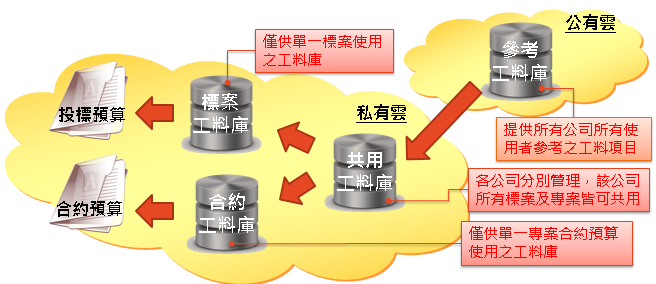 公有雲
參考
工料庫
提供所有公司所有使
用者參考之工料項目
僅供單一標案使用
之工料庫
私有雲
標案
工料庫
投標預算
共用
工料庫
各公司分別管理，該公司
所有標案及專案皆可共用
合約
工料庫
合約預算
僅供單一專案合約預算
使用之工料庫